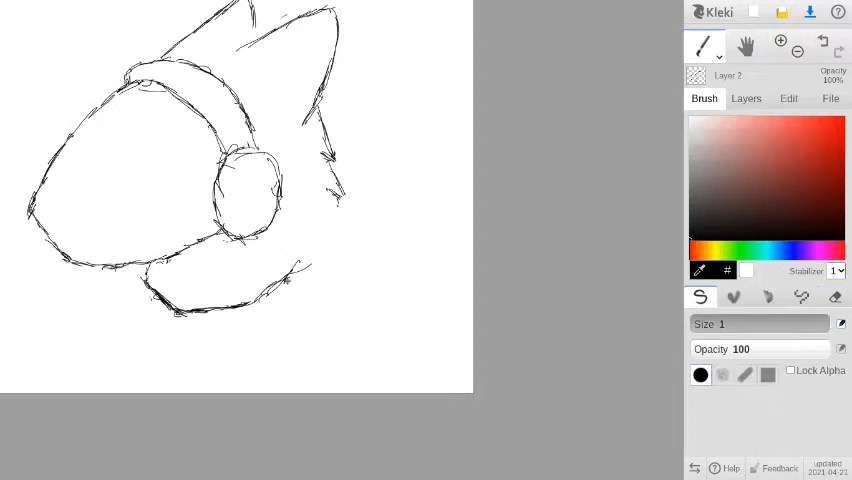 Kleki
Layer 2
Opacity
100%
Brush Layers Edit File
# Stabilizer 1
Size 1
Opacity 100
Lock Alpha
Help Feedback updated
2021-04-21